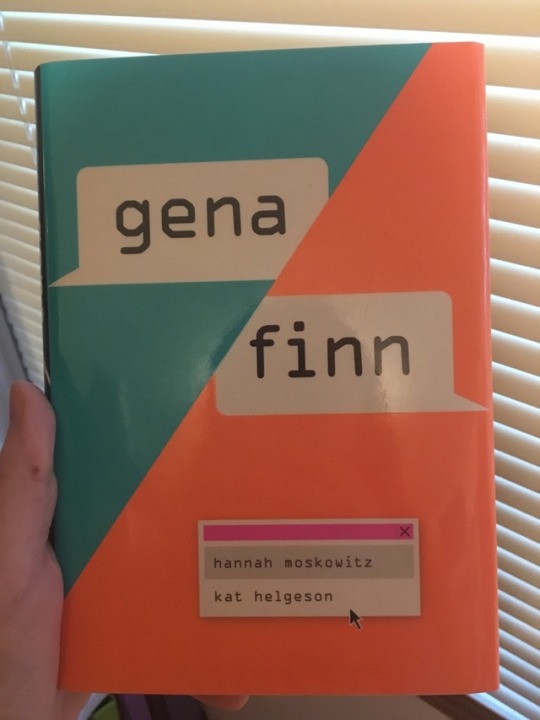 gena
finn
hannah moskowitz
kat helgeson